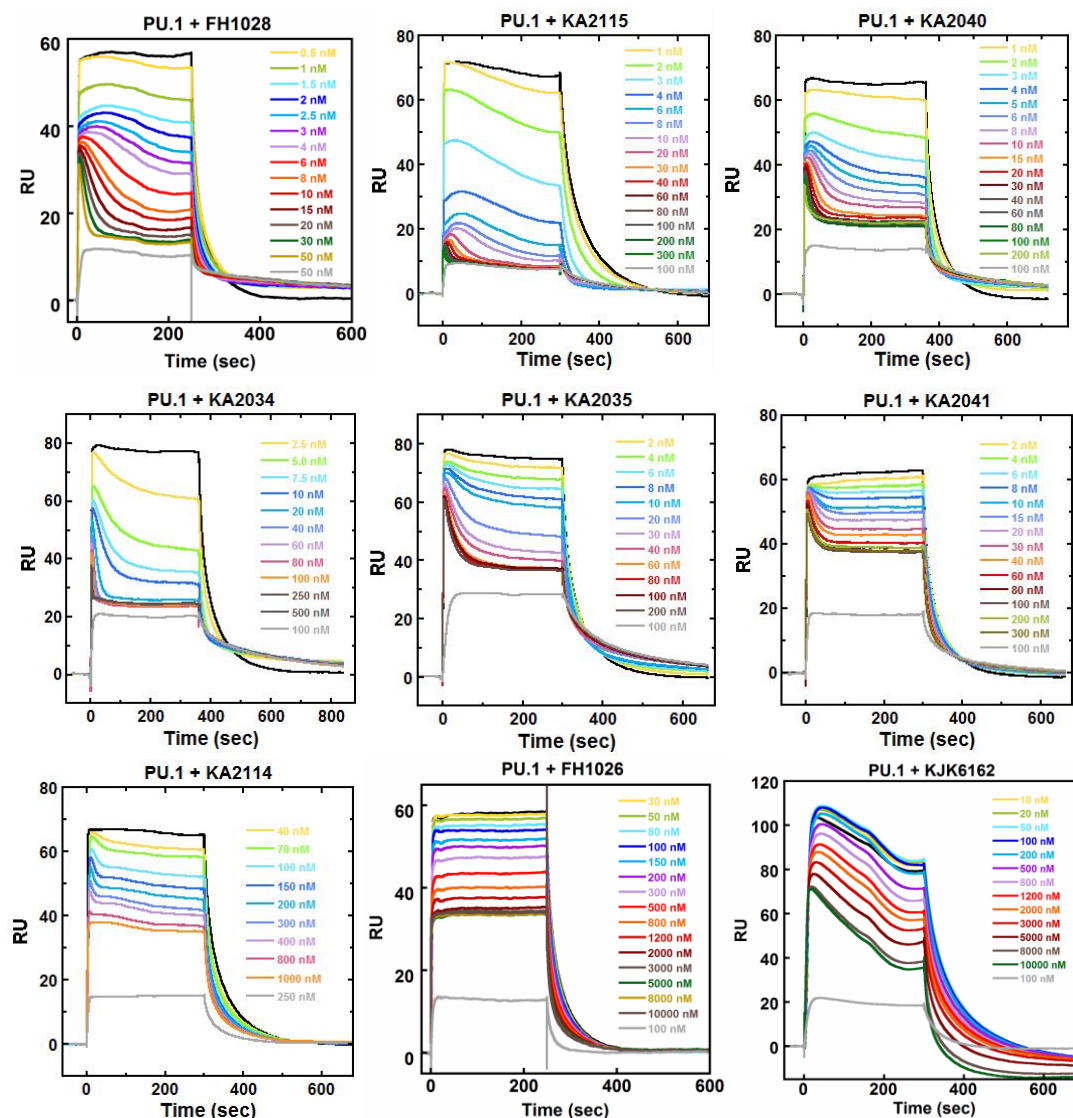 PU.1 + FH1028
60
40
20
0
RU
0.5 nM
1 nM
1.5 nM
2 nM
2.5 nM
3 nM
4 nM
6 nM
8 nM
10 nM
15 nM
20 nM
30 nM
50 nM
50 nM
0 200 400 600
Time (sec)
PU.1 + KA2115
80
60
40
20
0
RU
1 nM
2 nM
3 nM
4 nM
6 nM
8 nM
10 nM
20 nM
30 nM
40 nM
60 nM
80 nM
100 nM
200 nM
300 nM
100 nM
0 200 400 600
Time (sec)
PU.1 + KA2040
80
60
40
20
0
RU
1 nM
2 nM
3 nM
4 nM
5 nM
6 nM
8 nM
10 nM
15 nM
20 nM
30 nM
40 nM
60 nM
80 nM
100 nM
200 nM
100 nM
0 200 400 600
Time (sec)
PU.1 + KA2034
80
60
40
20
0
RU
2.5 nM
5.0 nM
7.5 nM
10 nM
20 nM
40 nM
60 nM
80 nM
100 nM
250 nM
500 nM
100 nM
0 200 400 600 800
Time (sec)
PU.1 + KA2035
80
60
40
20
0
RU
2 nM
4 nM
6 nM
8 nM
10 nM
20 nM
30 nM
40 nM
60 nM
80 nM
100 nM
200 nM
100 nM
0 200 400 600
Time (sec)
PU.1 + KA2041
80
60
40
20
0
RU
2 nM
4 nM
6 nM
8 nM
10 nM
15 nM
20 nM
30 nM
40 nM
60 nM
80 nM
100 nM
200 nM
300 nM
100 nM
0 200 400 600
Time (sec)
PU.1 + KA2114
80
60
40
20
0
RU
40 nM
70 nM
100 nM
150 nM
200 nM
300 nM
400 nM
800 nM
1000 nM
250 nM
0 200 400 600
Time (sec)
PU.1 + FH1026
60
40
20
0
RU
30 nM
50 nM
80 nM
100 nM
150 nM
200 nM
300 nM
500 nM
800 nM
1200 nM
2000 nM
3000 nM
5000 nM
8000 nM
10000 nM
100 nM
0 200 400 600
Time (sec)
PU.1 + KJK6162
120
100
80
60
40
20
0
RU
10 nM
20 nM
50 nM
100 nM
200 nM
500 nM
800 nM
1200 nM
2000 nM
3000 nM
5000 nM
8000 nM
10000 nM
100 nM
0 200 400 600
Time (sec)